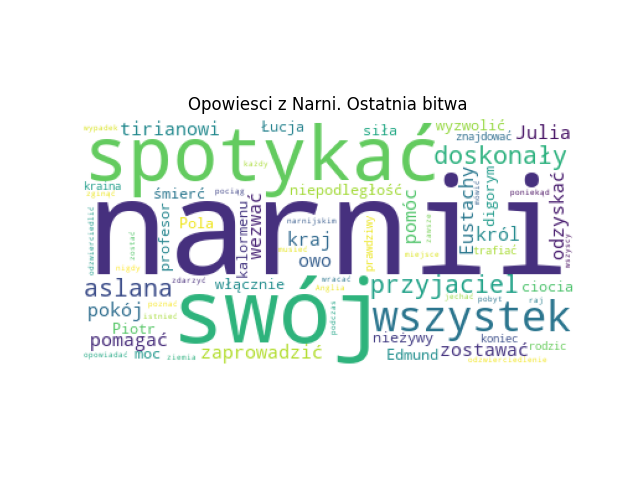 Opowiesci z Narni. Ostatnia bitwa
wypadek tirianowi Łucja siła wyzwolić Julia
spotykać znajdować
każdy doskonały
kraina śmierć pociąg niepodległość pomóc Eustachy mówić digorym poniekąd
zginąć
narnii
odzwierciedlić zostać profesor Pola kalormenu wezwać narnijskim prawdziwy zawsze król odzyskać wszyscy
kraj musieć miejsce trafiać
nigdy owo
aslana zdarzyć włącznie wracać przyjaciel ciocia
Anglia
swój jechać pobyt raj
pokój poznać podczas wszystek
istnieć
Piotr
pomagać nieżywy koniec
opowiadać moc ziemia zaprowadzić Edmund zostawać rodzic
odzwierciedlenie